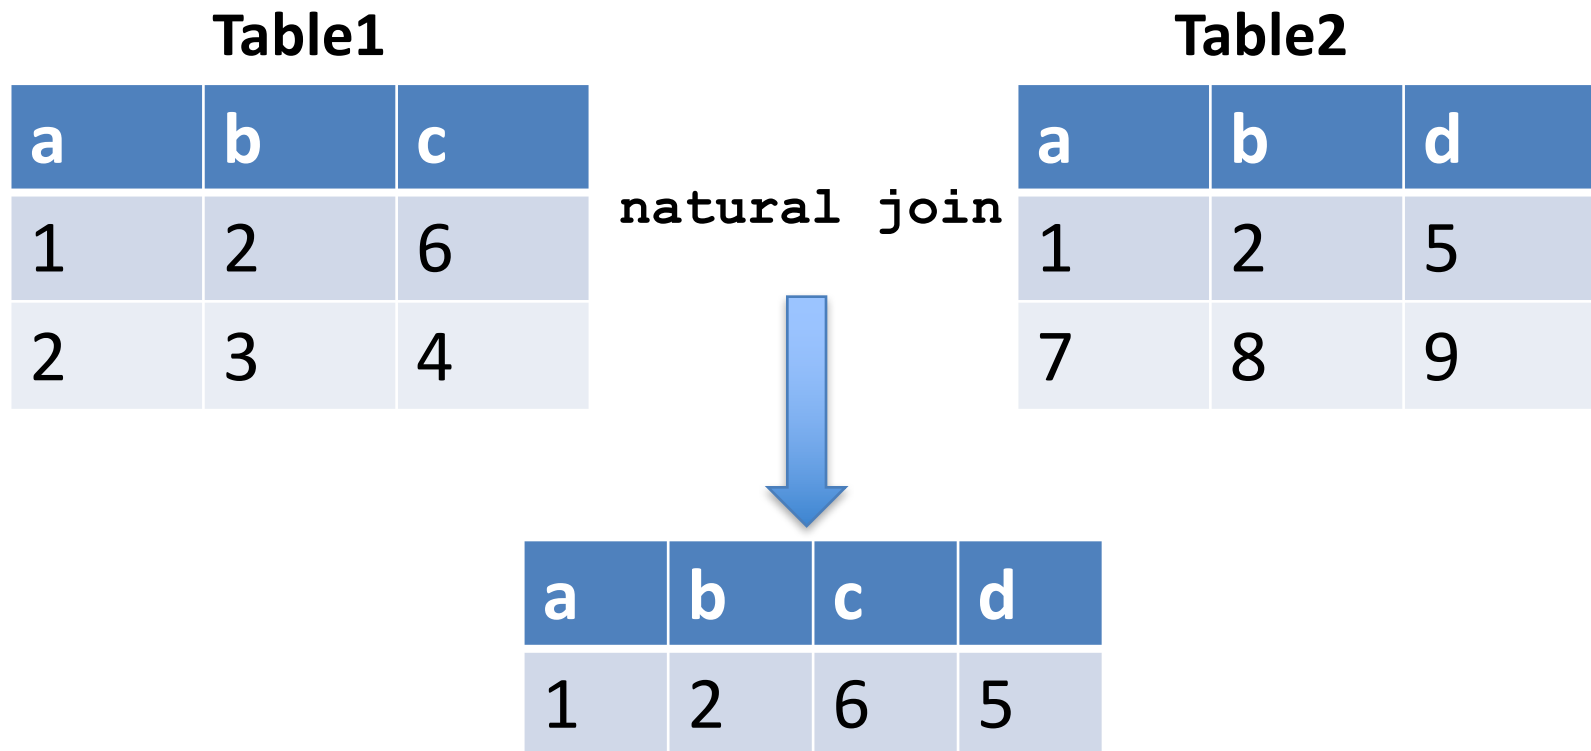 Table1
a b c
1 2 6
2 3 4
natural join
Table2
a b d
1 2 5
7 8 9
a b c d
1 2 6 5